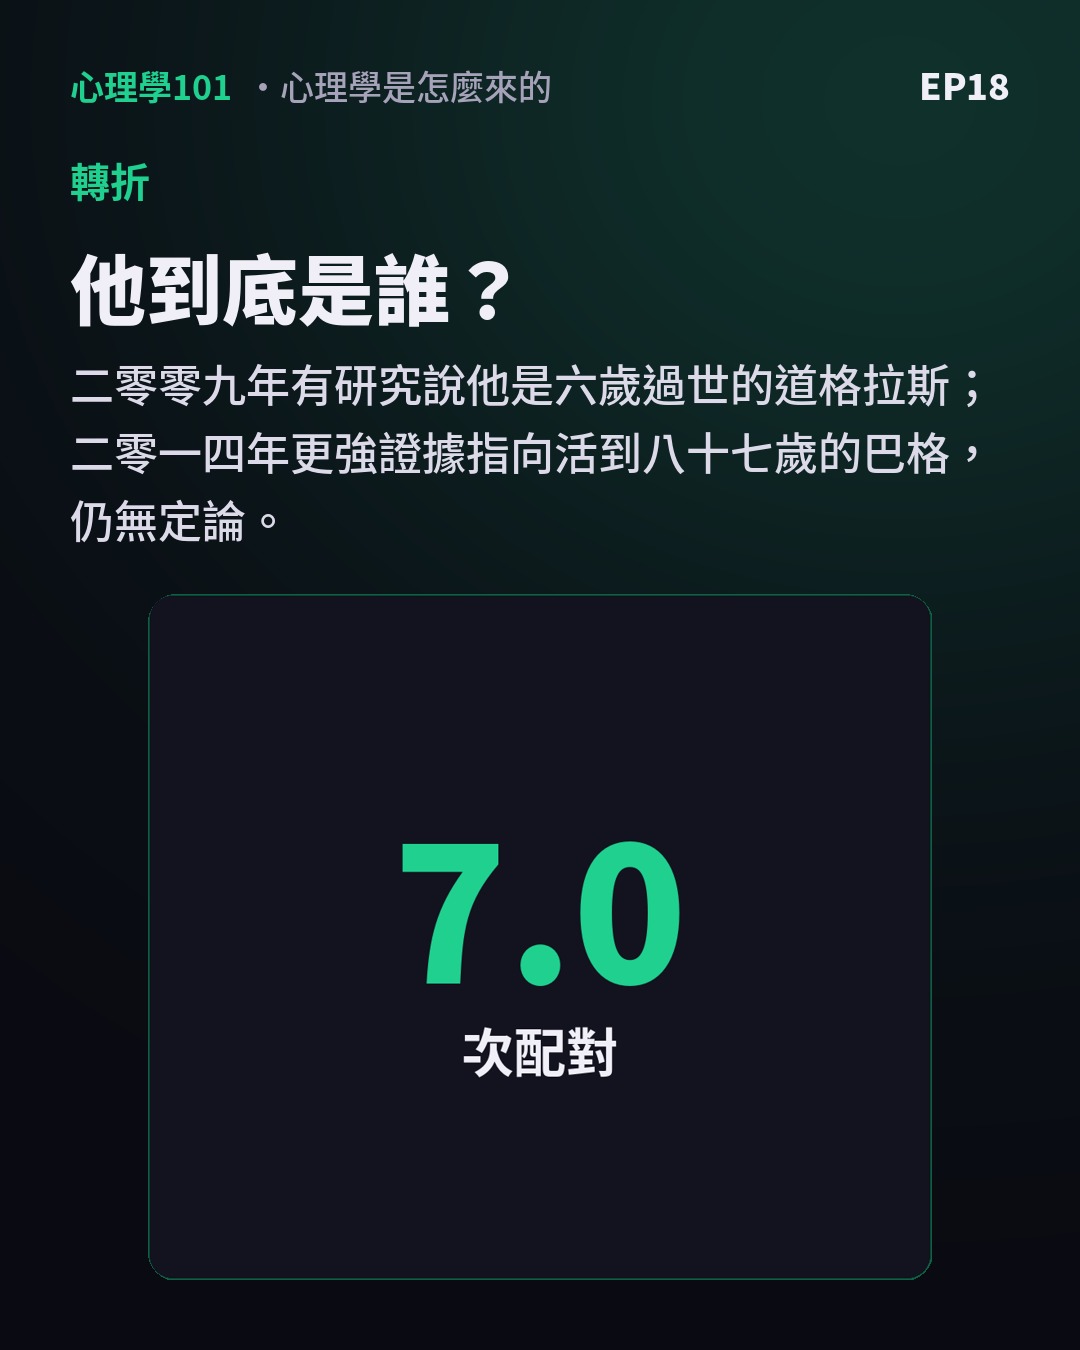 心理學101 ・心理學是怎麼來的
EP18
轉折
他到底是誰？
二零零九年有研究說他是六歲過世的道格拉斯；
二零一四年更強證據指向活到八十七歲的巴格，
仍無定論。
7.0
次配對